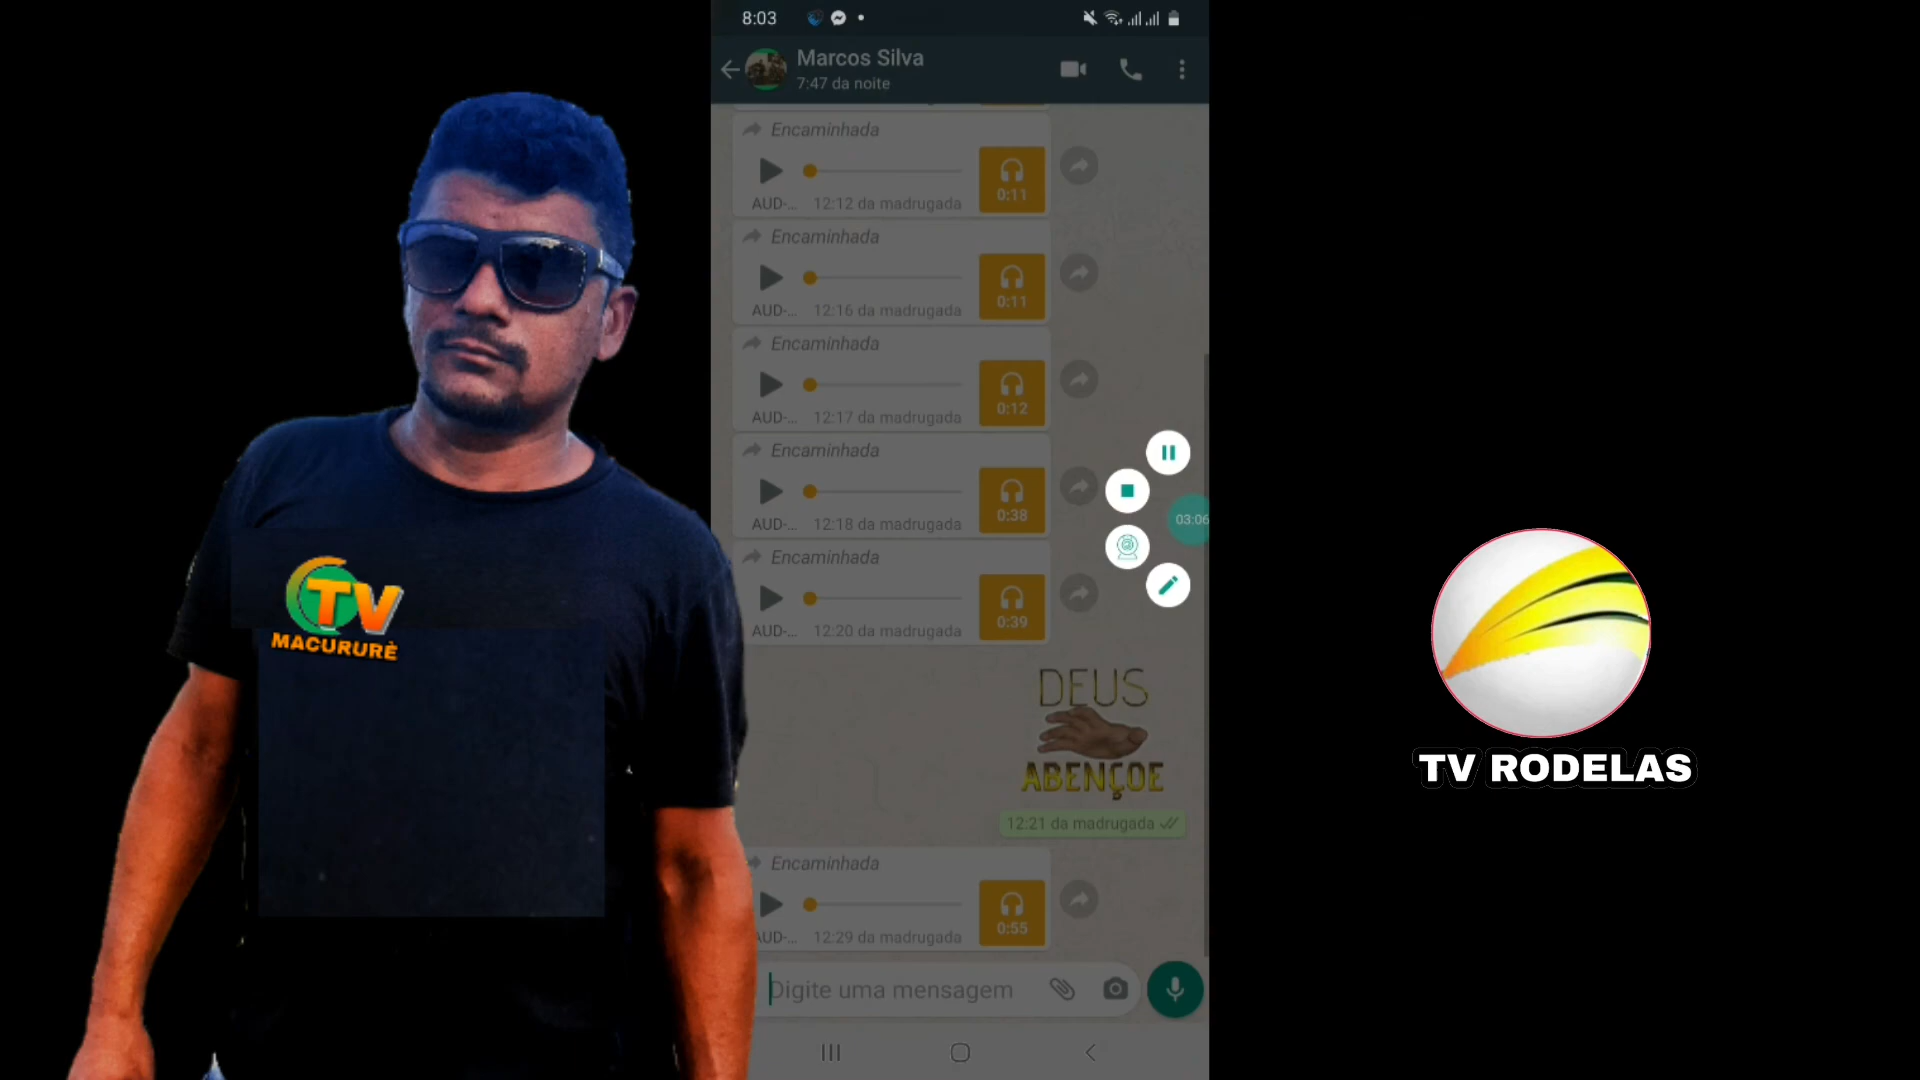 8:03
Marcos Silva
7:47 da noite
Encaminhada
0:11
AUD-... 12:12 da madrugada
Encaminhada
0:11
AUD-... 12:16 da madrugada
Encaminhada
0:12
AUD-... 12:17 da madrugada
Encaminhada
0:38
AUD-... 12:18 da madrugada
03:06
Encaminhada
0:39
AUD-... 12:20 da madrugada
DEUS
ABENÇOE
12:21 da madrugada
Encaminhada
0:55
AUD-... 12:29 da madrugada
Digite uma mensagem
TV
MACURURÈ
TV RODELAS